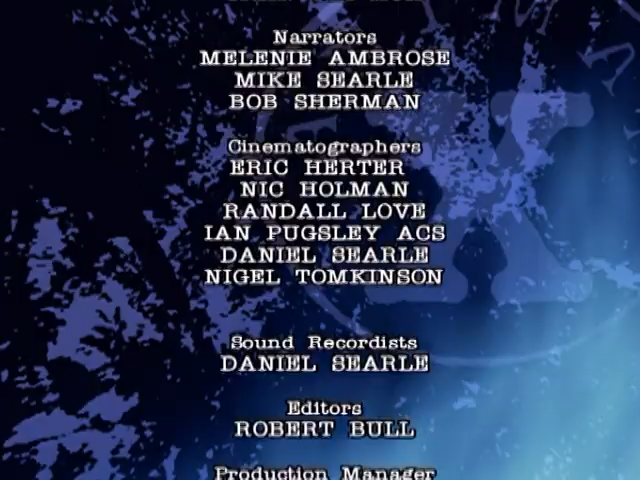 Narrators
MELENIE AMBROSE
MIKE SEARLE
BOB SHERMAN
Cinematographers
ERIC HERTER
NIC HOLMAN
RANDALL LOVE
IAN PUGSLEY ACS
DANIEL SEARLE
NIGEL TOMKINSON
Sound Recordists
DANIEL SEARLE
Editors
ROBERT BULL
Production Manager